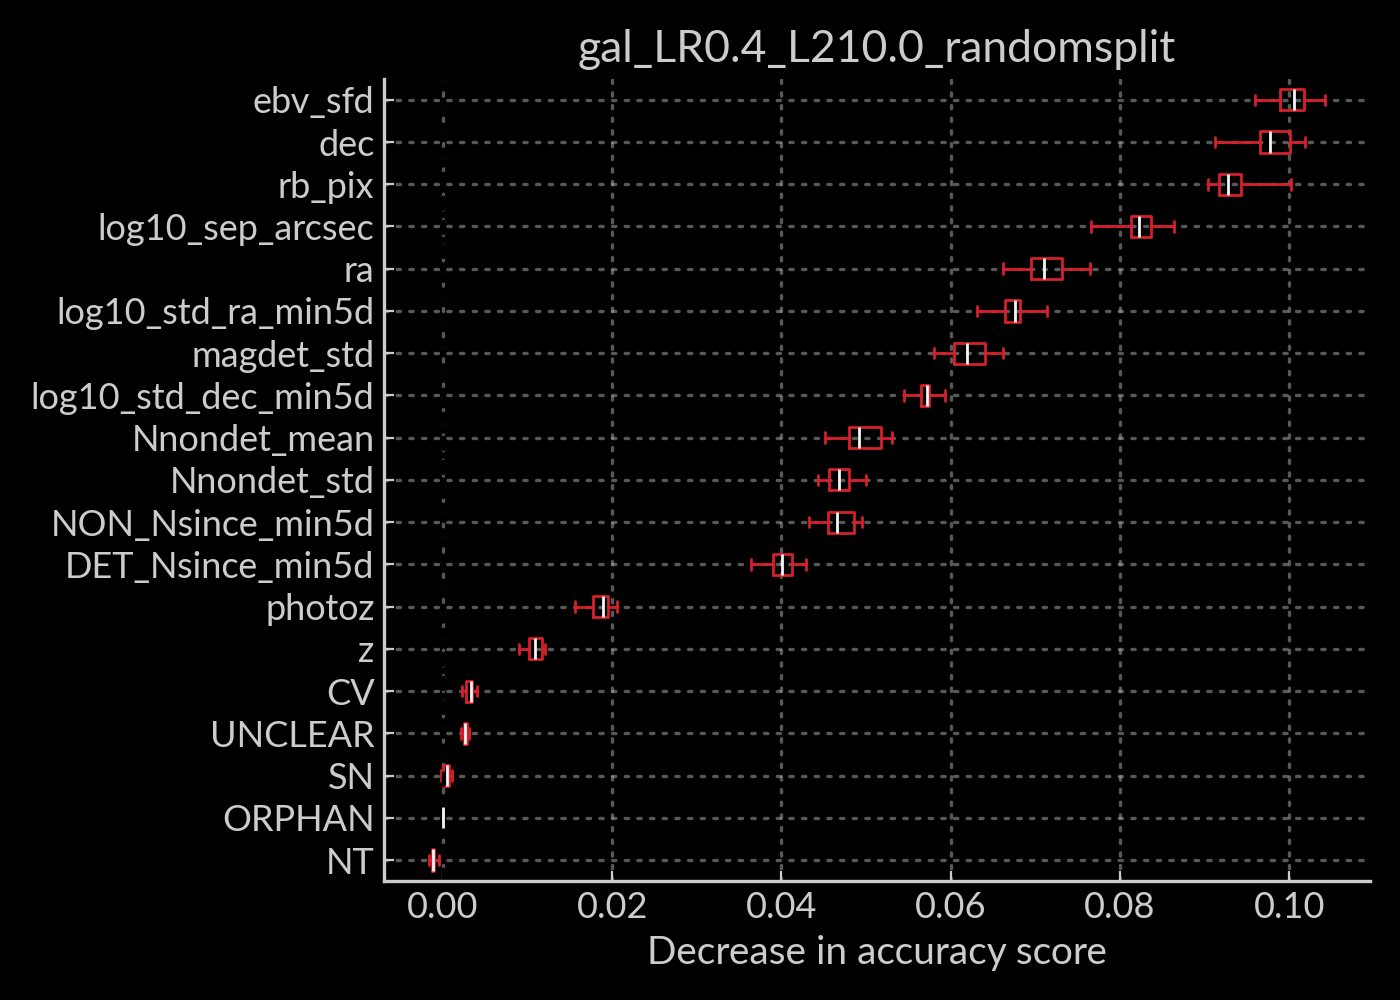 gal_LR0.4_L210.0_randomsplit
ebv_sfd
dec
rb_pix
log10_sep_arcsec
ra
log10_std_ra_min5d
magdet_std
log10_std_dec_min5d
Nnondet_mean
Nnondet_std
NON_Nsince_min5d
DET_Nsince_min5d
photoz
z
CV
UNCLEAR
SN
ORPHAN
NT
0.00 0.02 0.04 0.06 0.08 0.10
Decrease in accuracy score